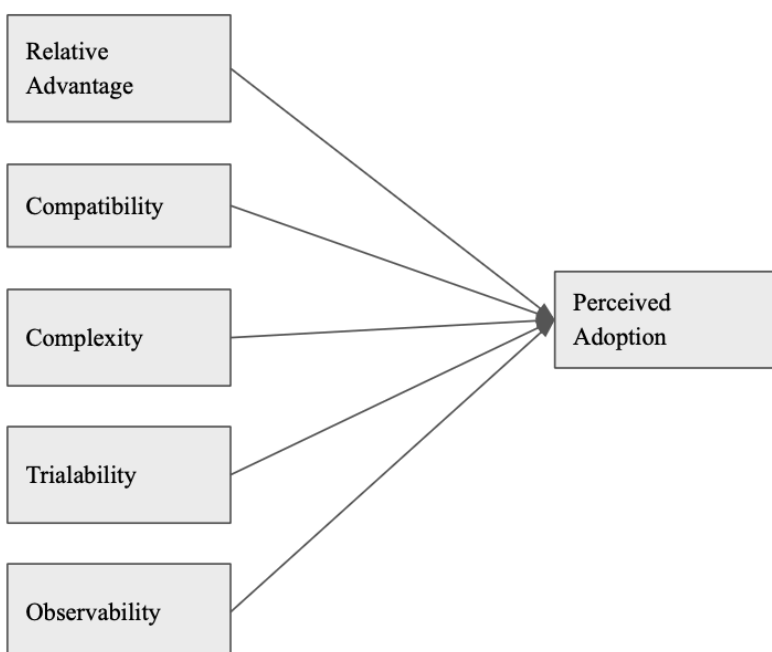 Relative
Advantage
Compatibility
Complexity
Trialability
Observability
Perceived
Adoption